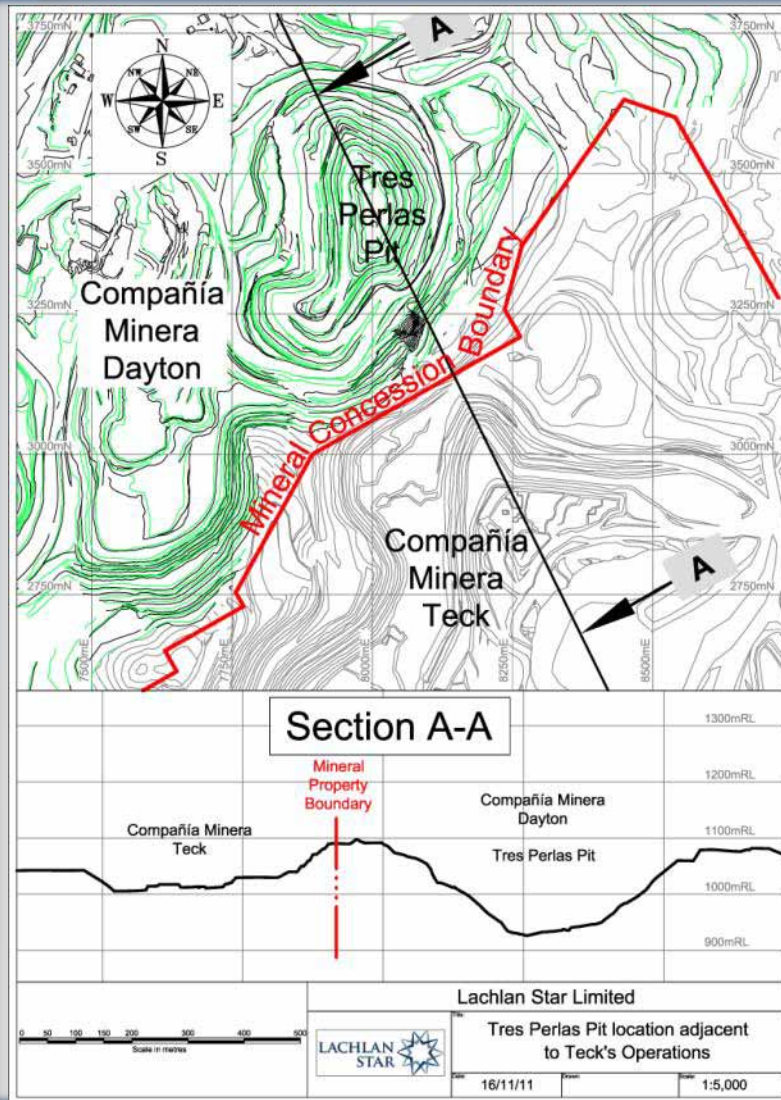 3750mN
3750mN
A
N
NW
NE
W
E
SW
SE
S
3500mN
3500mN
Tres
Perlas
Pit
Compañía
Minera
Dayton
3250mN
3250mN
Mineral Concession Boundary
3000mN
3000mN
Compañía
Minera
Teck
A
2750mN
2750mN
7500mE
7750mE
8000mE
8250mE
8500mE
Section A-A
1300mRL
Mineral
Property
Boundary
1200mRL
Compañía Minera
Teck
Compañía Minera
Dayton
1100mRL
Tres Perlas Pit
1000mRL
900mRL
Lachlan Star Limited
0 50 100 150 200 300 400 500
Scale in metres
LACHLAN
STAR
Title:
Tres Perlas Pit location adjacent
to Teck's Operations
Date:
16/11/11
Drawn:
Scale:
1:5,000